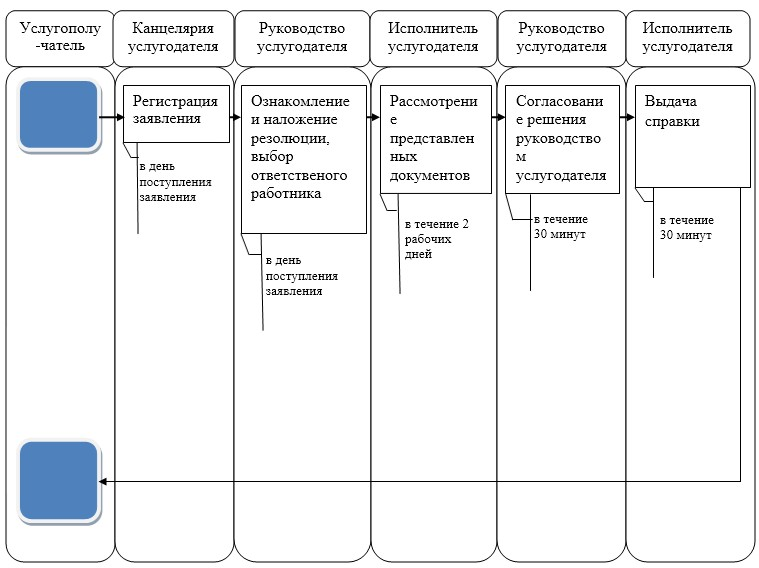 Услугополу
-чатель
Канцелярия
услугодателя
Руководство
услугодателя
Исполнитель
услугодателя
Руководство
услугодателя
Исполнитель
услугодателя
Регистрация
заявления
в день
поступления
заявления
Ознакомление
и наложение
резолюции,
выбор
ответственого
работника
в день
поступления
заявления
Рассмотрени
е
представлен
ных
документов
в течение 2
рабочих
дней
Согласовани
е решения
руководство
м
услугодателя
в течение
30 минут
Выдача
справки
в течение
30 минут